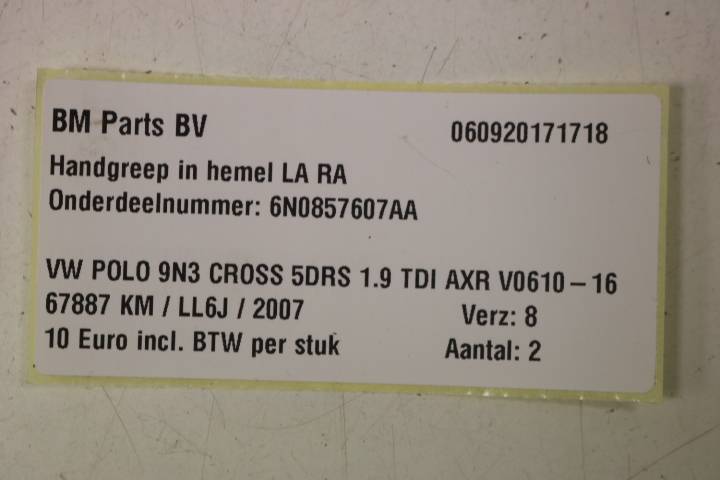 BM Parts BV 060920171718
Handgreep in hemel LA RA
Onderdeelnummer: 6N0857607AA
VW POLO 9N3 CROSS 5DRS 1.9 TDI AXR V0610-16
67887 KM / LL6J / 2007 Verz: 8
10 Euro incl. BTW per stuk Aantal: 2